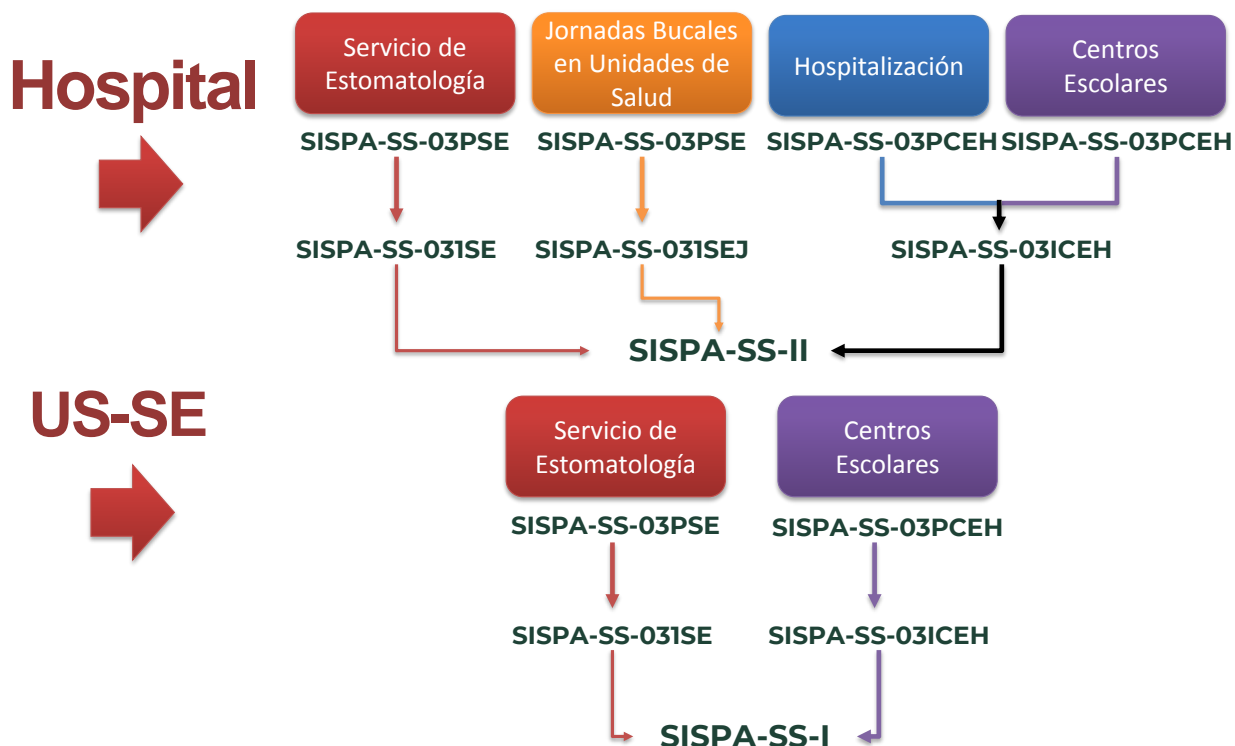 Hospital
Servicio de
Estomatología
Jornadas Bucales
en Unidades de
Salud
Hospitalización
Centros
Escolares
SISPA-SS-03PSE
SISPA-SS-03PSE
SISPA-SS-03PCEH
SISPA-SS-03PCEH
SISPA-SS-031SE
SISPA-SS-031SEJ
SISPA-SS-03ICEH
SISPA-SS-II
US-SE
Servicio de
Estomatología
Centros
Escolares
SISPA-SS-03PSE
SISPA-SS-03PCEH
SISPA-SS-031SE
SISPA-SS-03ICEH
SISPA-SS-I